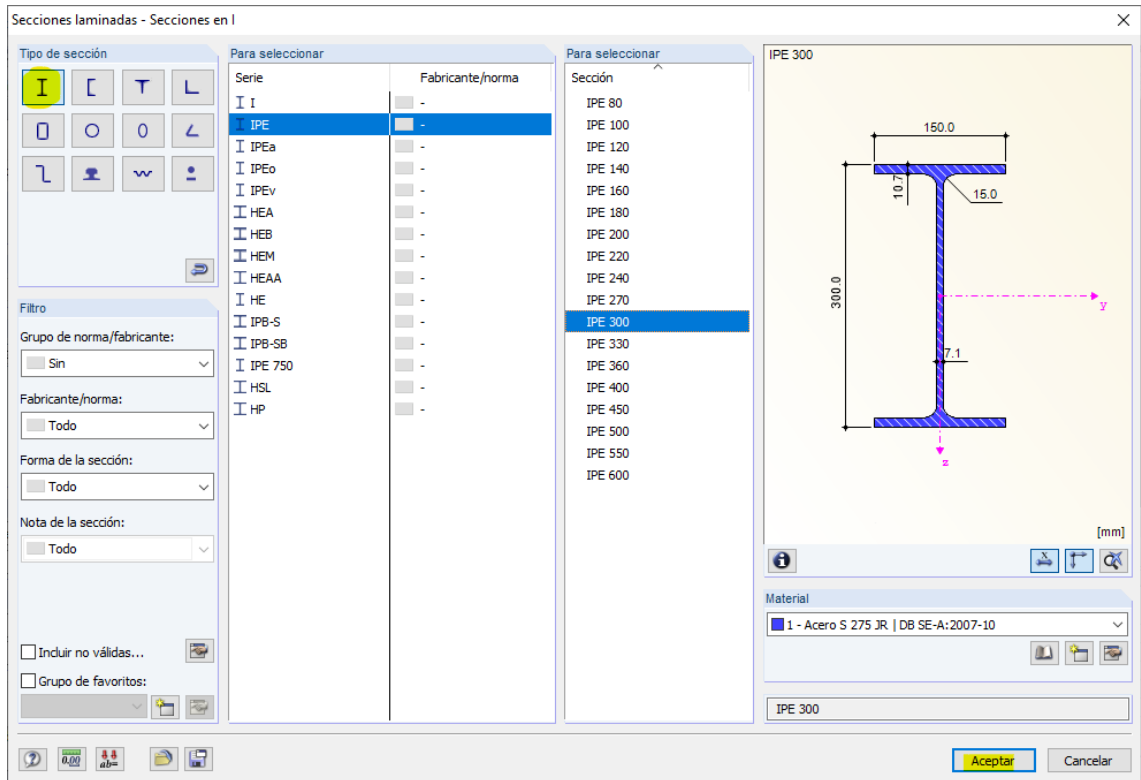 Secciones laminadas - Secciones en I
Tipo de sección
Filtro
Grupo de norma/fabricante:
Sin
Fabricante/norma:
Todo
Forma de la sección:
Todo
Nota de la sección:
Todo
Incluir no válidas...
Grupo de favoritos:
Para seleccionar
Serie Fabricante/norma
I -
IPE -
IPEa -
IPEo -
IPEv -
HEA -
HEB -
HEM -
HEAA -
HE -
IPB-S -
IPB-SB -
IPE 750 -
HSL -
HP -
Para seleccionar
Sección
IPE 80
IPE 100
IPE 120
IPE 140
IPE 160
IPE 180
IPE 200
IPE 220
IPE 240
IPE 270
IPE 300
IPE 330
IPE 360
IPE 400
IPE 450
IPE 500
IPE 550
IPE 600
IPE 300
150.0
10.7
15.0
300.0
y
7.1
z
[mm]
x
Material
1 - Acero S 275 JR | DB SE-A:2007-10
IPE 300
0.00
ab=
Aceptar
Cancelar